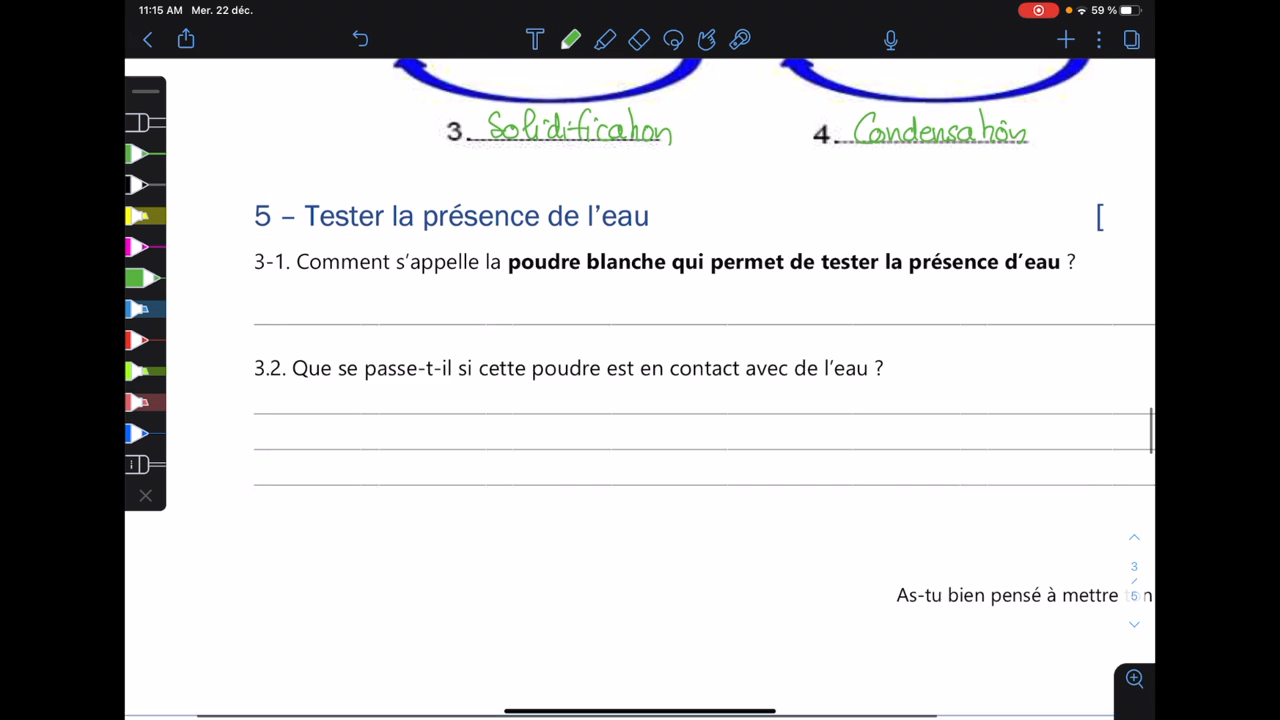 11:15 AM Mer. 22 déc.
59 %
3. Solidification
4. Condensation
5 – Tester la présence de l’eau [
3-1. Comment s’appelle la poudre blanche qui permet de tester la présence d’eau ?
3.2. Que se passe-t-il si cette poudre est en contact avec de l’eau ?
3
/
5
As-tu bien pensé à mettre